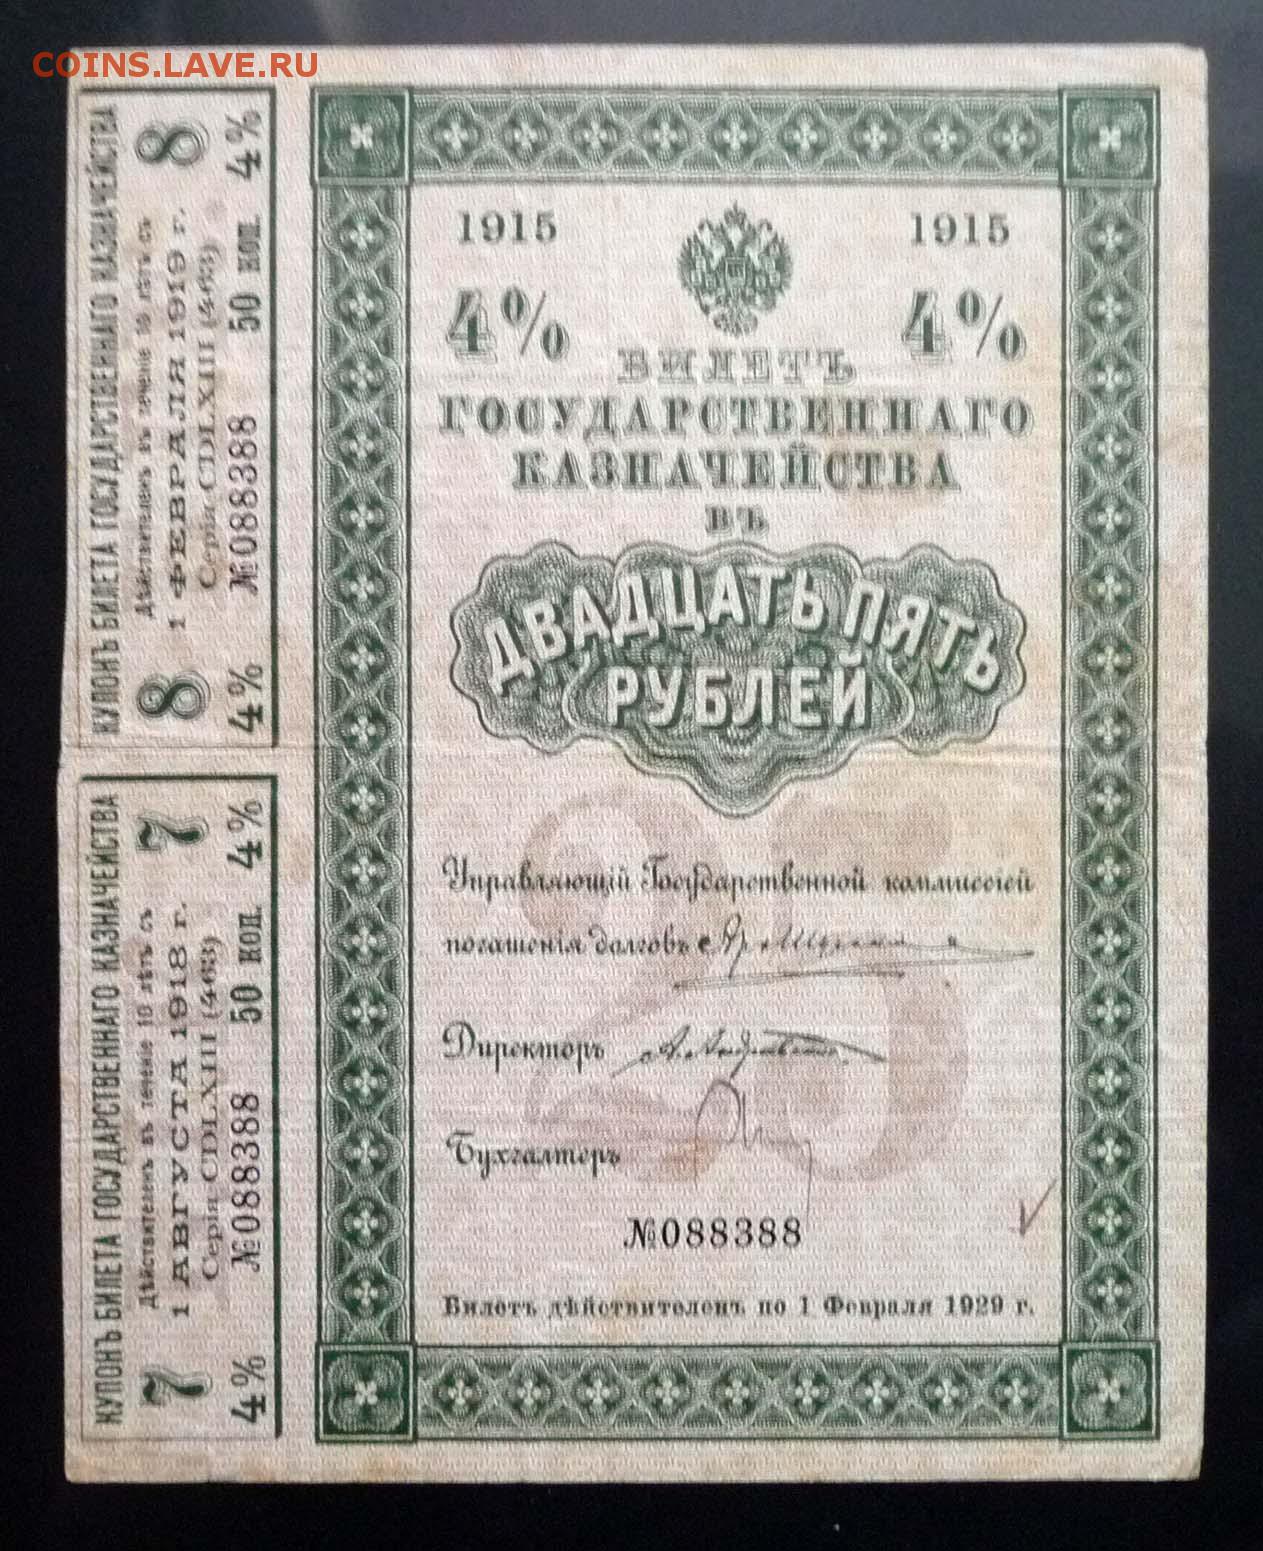 COINS.LAVE.RU
1915 1915
4% 4%
БИЛЕТЪ
ГОСУДАРСТВЕННАГО
КАЗНАЧЕЙСТВА
ВЪ
ДВАДЦАТЬ ПЯТЬ
РУБЛЕЙ
25
Управляющій Государственной коммиссіей
погашенія долговъ
Директоръ
Бухгалтеръ
№088388
Билетъ дѣйствителенъ по 1 Февраля 1929 г.
КУПОНЪ БИЛЕТА ГОСУДАРСТВЕННАГО КАЗНАЧЕЙСТВА
Дѣйствителенъ въ теченіе 10 лѣтъ съ
8 1 ФЕВРАЛЯ 1919 г. 8
Серія CDLXIII (463)
4% №088388 50 коп. 4%
КУПОНЪ БИЛЕТА ГОСУДАРСТВЕННАГО КАЗНАЧЕЙСТВА
Дѣйствителенъ въ теченіе 10 лѣтъ съ
7 1 АВГУСТА 1918 г. 7
Серія CDLXIII (463)
4% №088388 50 коп. 4%